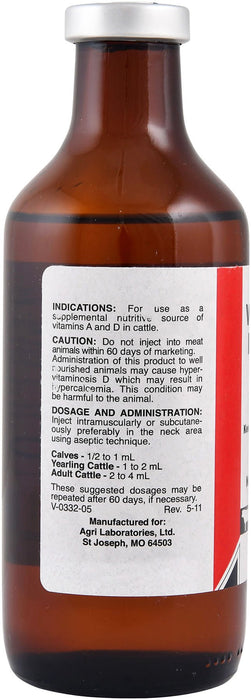 INDICATIONS: For use as a
supplemental nutritive source of
vitamins A and D in cattle.
CAUTION: Do not inject into meat
animals within 60 days of marketing.
Administration of this product to well
nourished animals may cause hyper-
vitaminosis D which may result in
hypercalcemia. This condition may
be harmful to the animal.
DOSAGE AND ADMINISTRATION:
Inject intramuscularly or subcutane-
ously preferably in the neck area
using aseptic technique.
Calves - 1/2 to 1 mL
Yearling Cattle - 1 to 2 mL
Adult Cattle - 2 to 4 mL
These suggested dosages may be
repeated after 60 days, if necessary.
V-0332-05 Rev. 5-11
Manufactured for:
Agri Laboratories, Ltd.
St Joseph, MO 64503